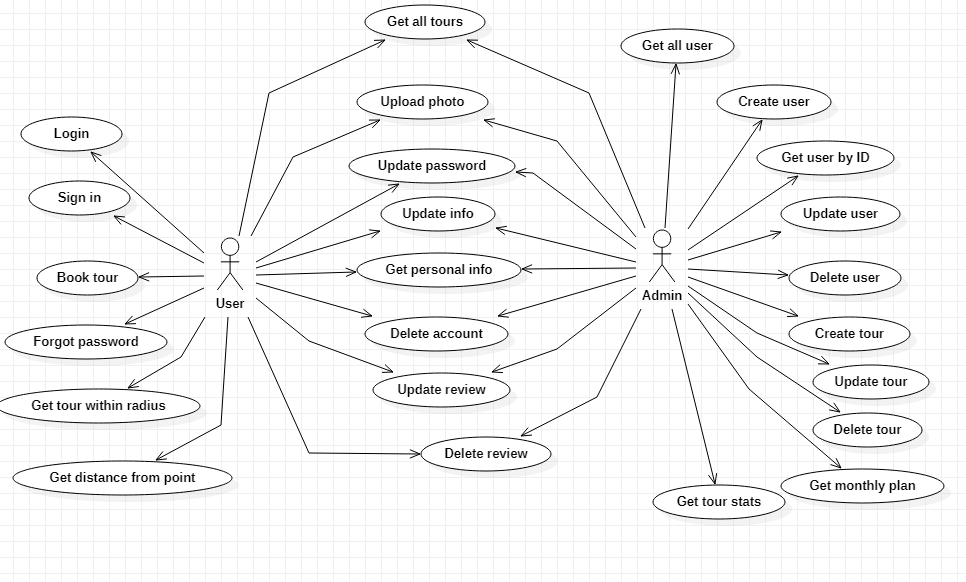 Get all tours
Get all user
Upload photo
Create user
Login
Update password
Get user by ID
Sign in
Update info
Update user
Book tour
Get personal info
Delete user
User
Admin
Forgot password
Delete account
Create tour
Get tour within radius
Update review
Update tour
Delete tour
Get distance from point
Delete review
Get monthly plan
Get tour stats